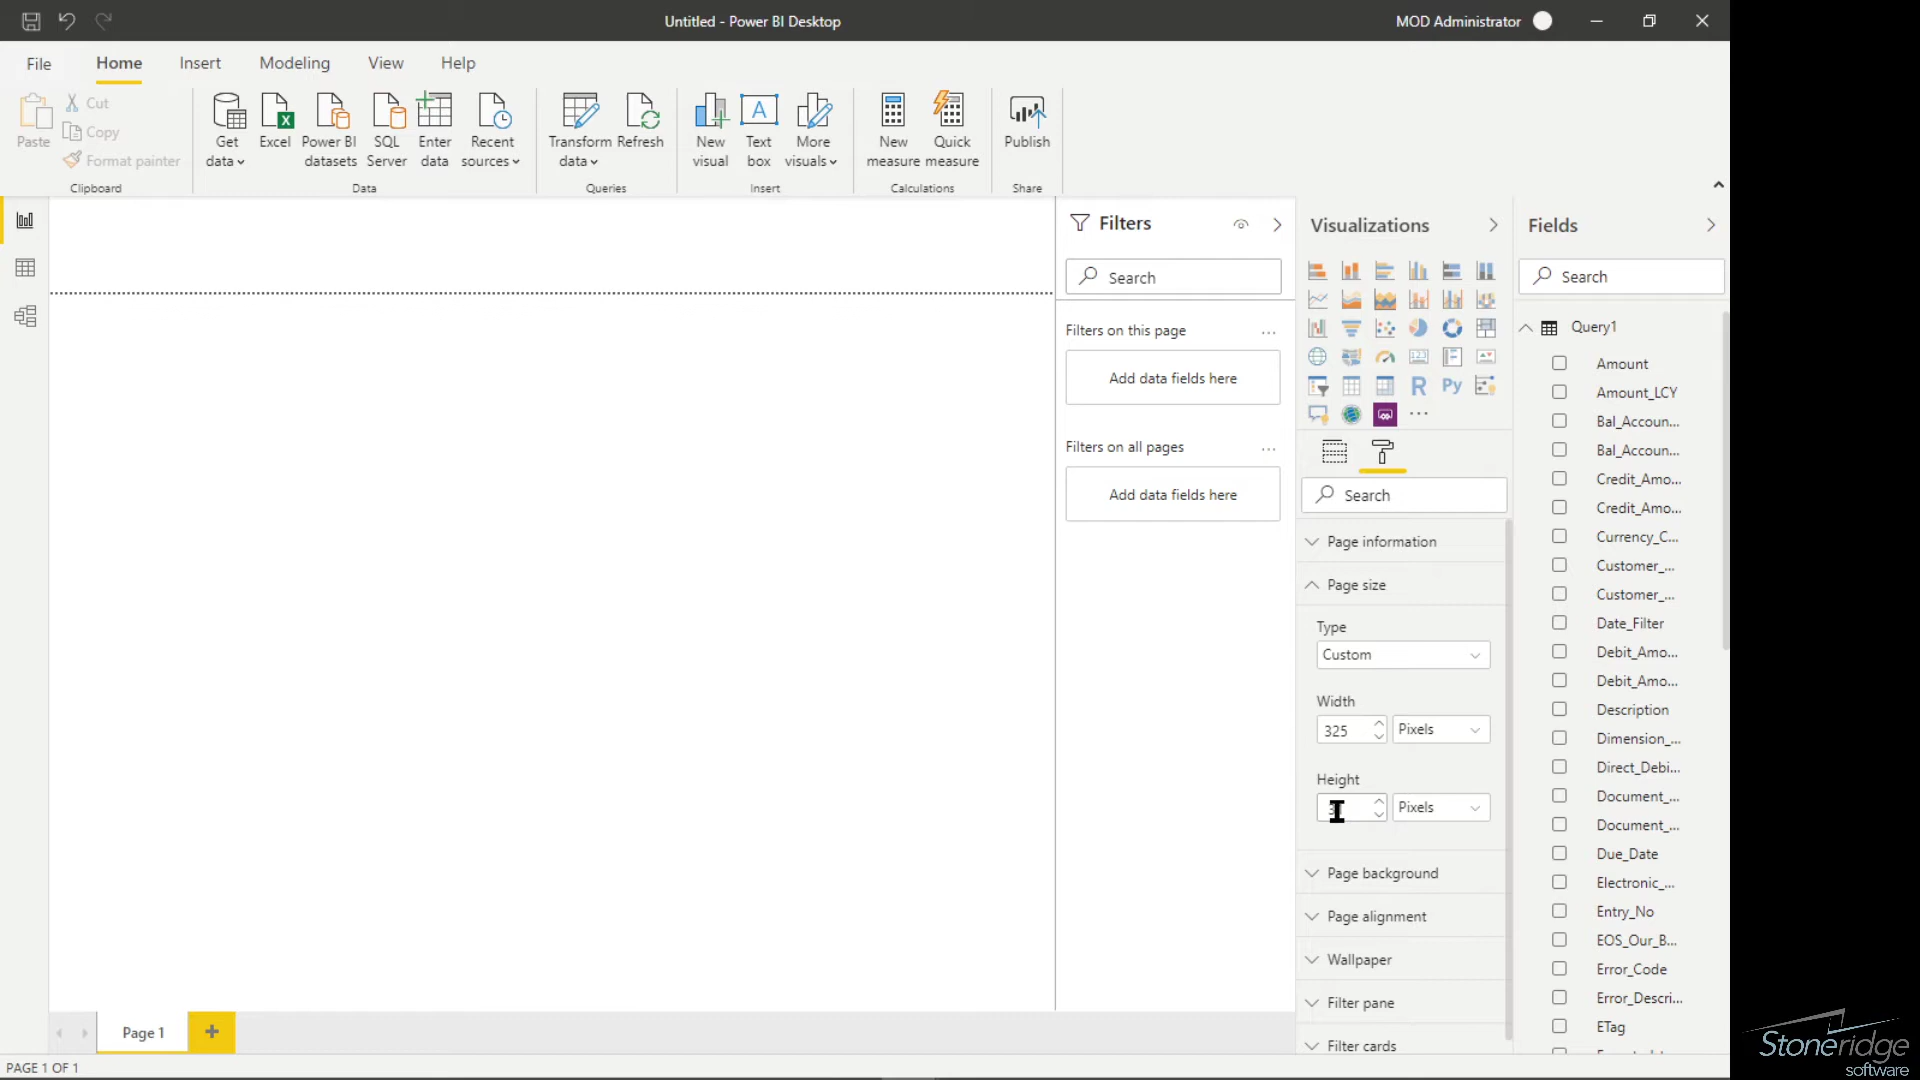 Untitled - Power BI Desktop
MOD Administrator
File
Home
Insert
Modeling
View
Help
Paste
Cut
Copy
Format painter
Clipboard
Get data
Excel
Power BI datasets
SQL Server
Enter data
Recent sources
Data
Transform data
Refresh
Queries
New visual
Text box
More visuals
Insert
New measure
Quick measure
Calculations
Publish
Share
Filters
Search
Filters on this page
...
Add data fields here
Filters on all pages
...
Add data fields here
Visualizations
123
R
Py
...
Search
Page information
Page size
Type
Custom
Width
325
Pixels
Height
Pixels
Page background
Page alignment
Wallpaper
Filter pane
Filter cards
Fields
Search
Query1
Amount
Amount_LCY
Bal_Accoun...
Bal_Accoun...
Credit_Amo...
Credit_Amo...
Currency_C...
Customer_...
Customer_...
Date_Filter
Debit_Amo...
Debit_Amo...
Description
Dimension_...
Direct_Debi...
Document_...
Document_...
Due_Date
Electronic_...
Entry_No
EOS_Our_B...
Error_Code
Error_Descri...
ETag
Page 1
PAGE 1 OF 1
Stoneridge
software